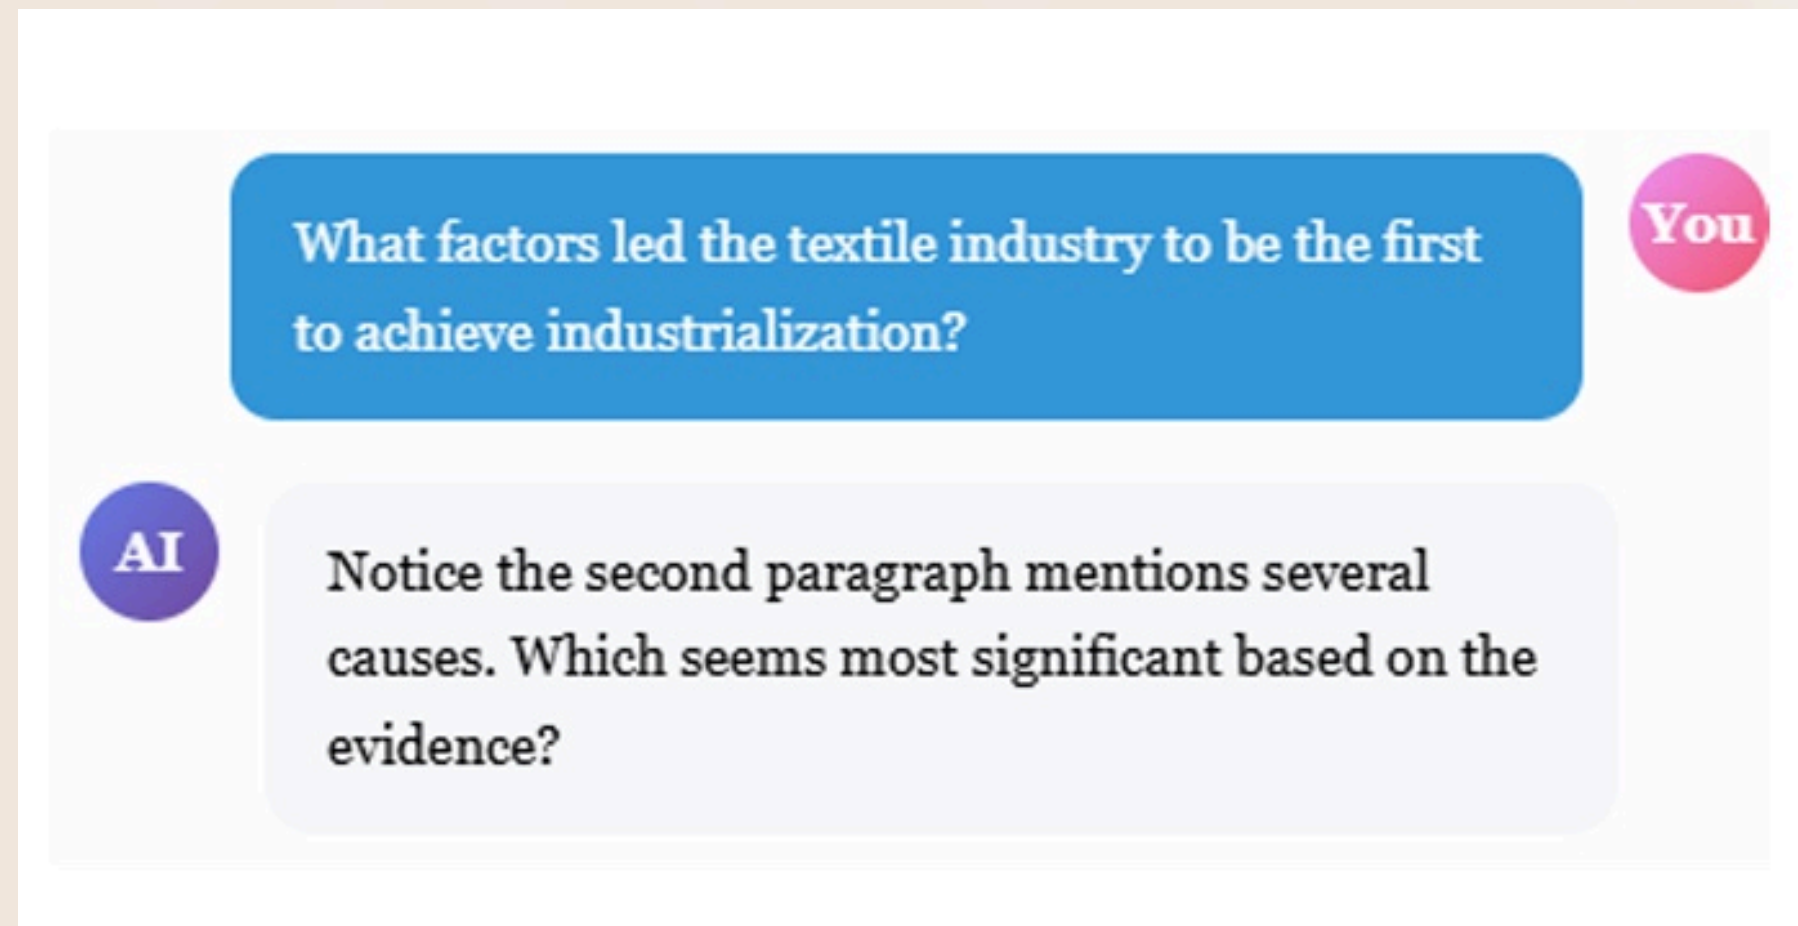 What factors led the textile industry to be the first
to achieve industrialization?
You
AI
Notice the second paragraph mentions several
causes. Which seems most significant based on the
evidence?